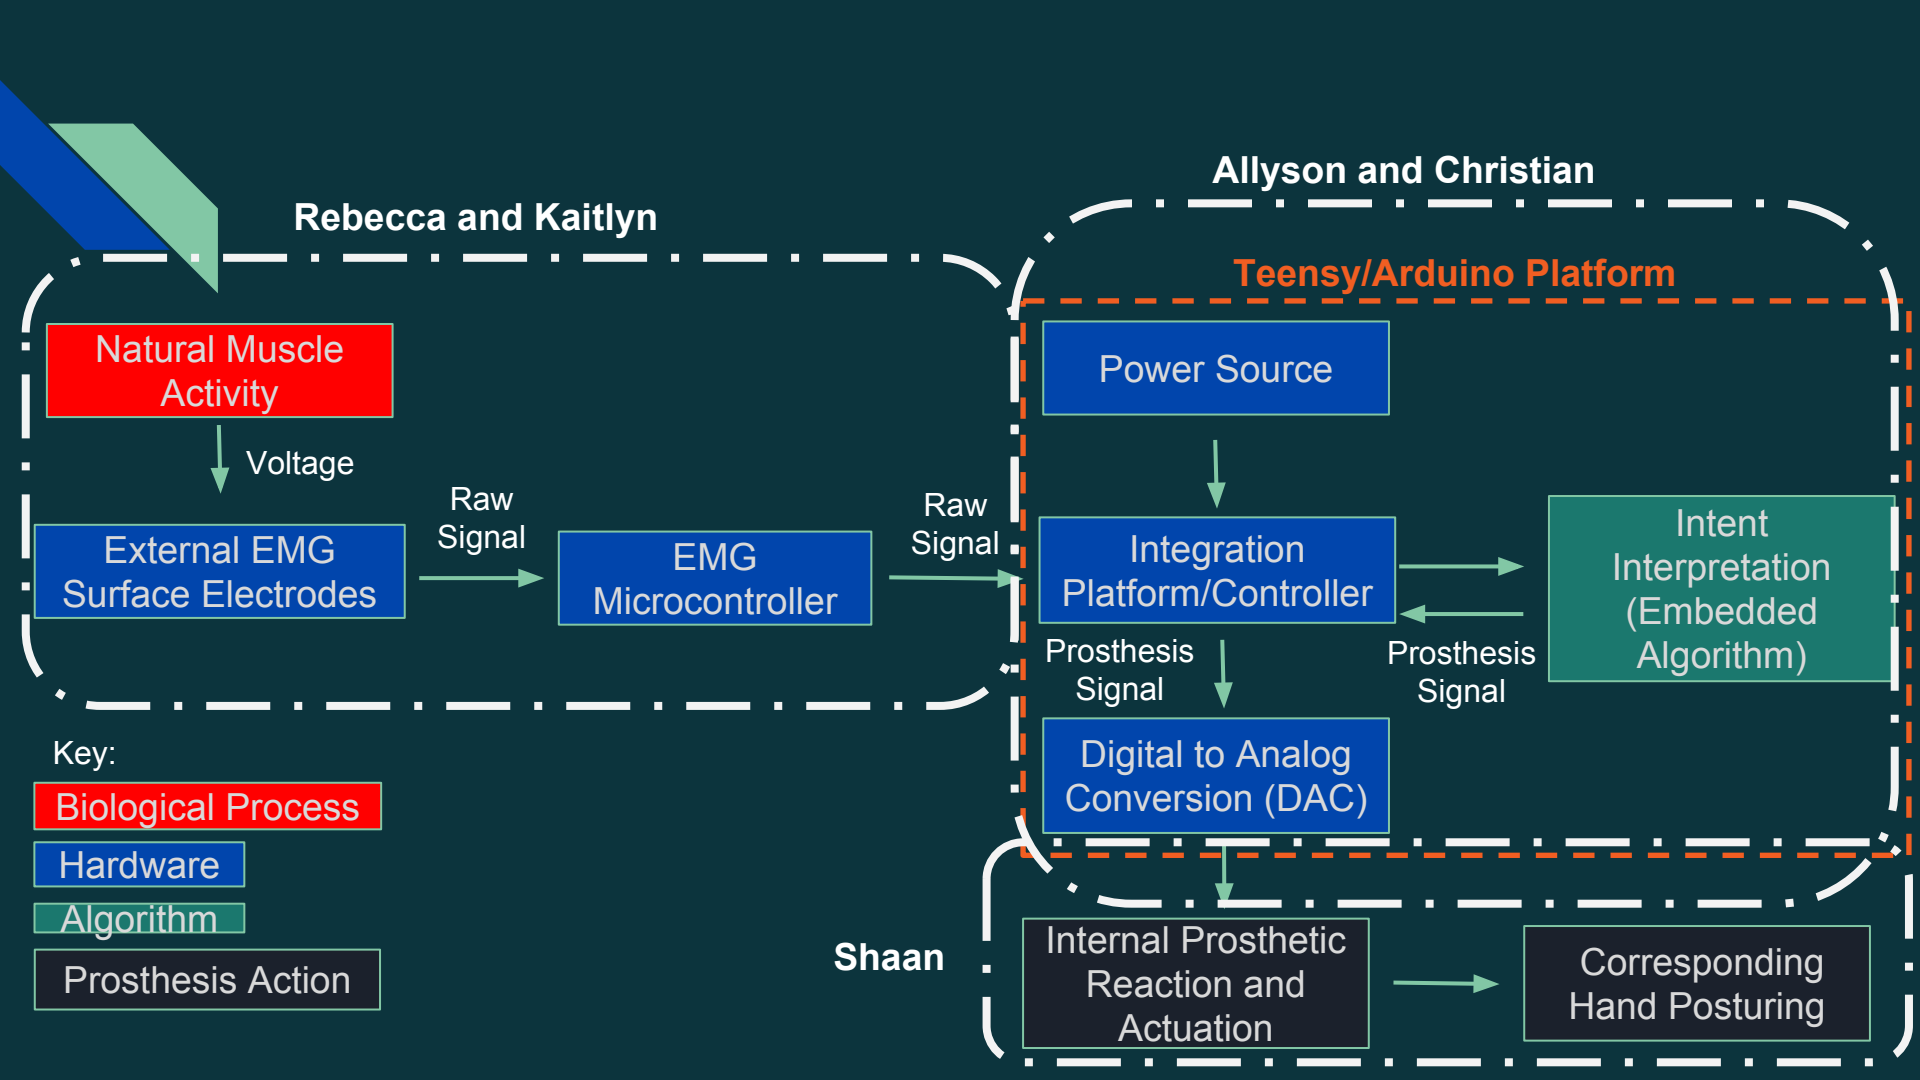 Allyson and Christian
Rebecca and Kaitlyn
Teensy/Arduino Platform
Natural Muscle
Activity
Voltage
External EMG
Surface Electrodes
Raw
Signal
EMG
Microcontroller
Raw
Signal
Power Source
Integration
Platform/Controller
Intent
Interpretation
(Embedded
Algorithm)
Prosthesis
Signal
Prosthesis
Signal
Digital to Analog
Conversion (DAC)
Key:
Biological Process
Hardware
Algorithm
Prosthesis Action
Shaan
Internal Prosthetic
Reaction and
Actuation
Corresponding
Hand Posturing